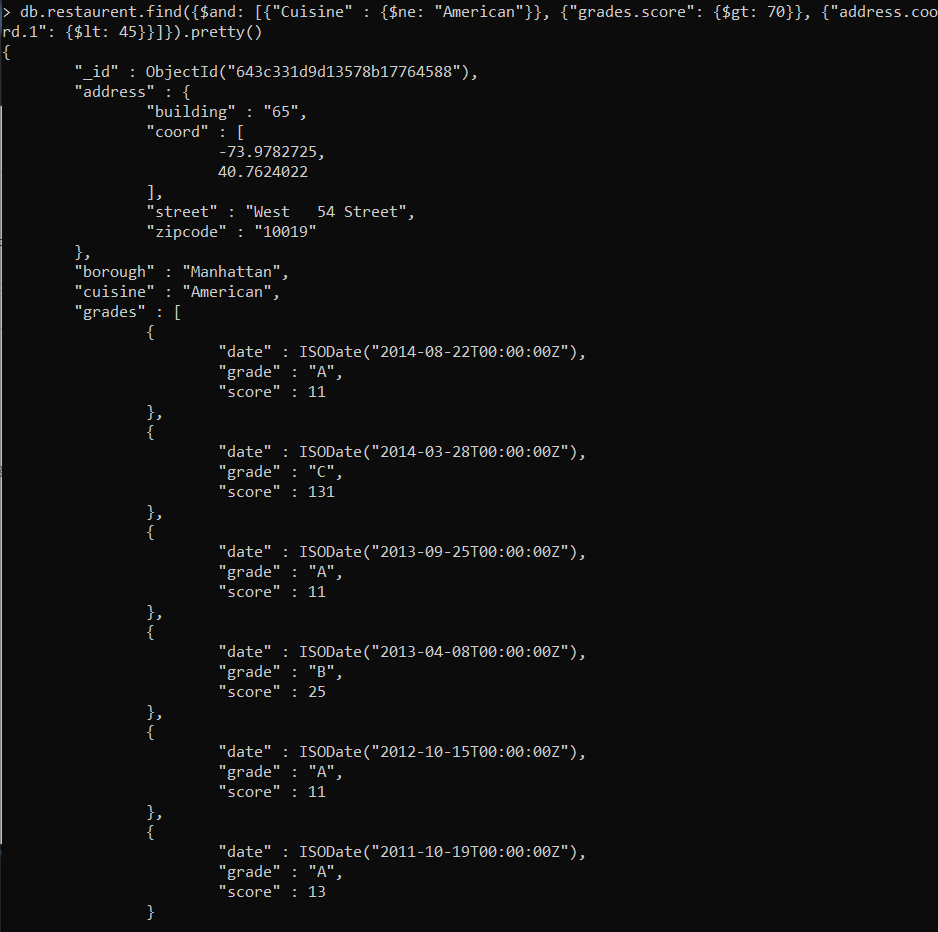 > db.restaurent.find({$and: [{"Cuisine" : {$ne: "American"}}, {"grades.score": {$gt: 70}}, {"address.coo
rd.1": {$lt: 45}}]}).pretty()
{
        "_id" : ObjectId("643c331d9d13578b17764588"),
        "address" : {
                "building" : "65",
                "coord" : [
                        -73.9782725,
                        40.7624022
                ],
                "street" : "West   54 Street",
                "zipcode" : "10019"
        },
        "borough" : "Manhattan",
        "cuisine" : "American",
        "grades" : [
                {
                        "date" : ISODate("2014-08-22T00:00:00Z"),
                        "grade" : "A",
                        "score" : 11
                },
                {
                        "date" : ISODate("2014-03-28T00:00:00Z"),
                        "grade" : "C",
                        "score" : 131
                },
                {
                        "date" : ISODate("2013-09-25T00:00:00Z"),
                        "grade" : "A",
                        "score" : 11
                },
                {
                        "date" : ISODate("2013-04-08T00:00:00Z"),
                        "grade" : "B",
                        "score" : 25
                },
                {
                        "date" : ISODate("2012-10-15T00:00:00Z"),
                        "grade" : "A",
                        "score" : 11
                },
                {
                        "date" : ISODate("2011-10-19T00:00:00Z"),
                        "grade" : "A",
                        "score" : 13
                }